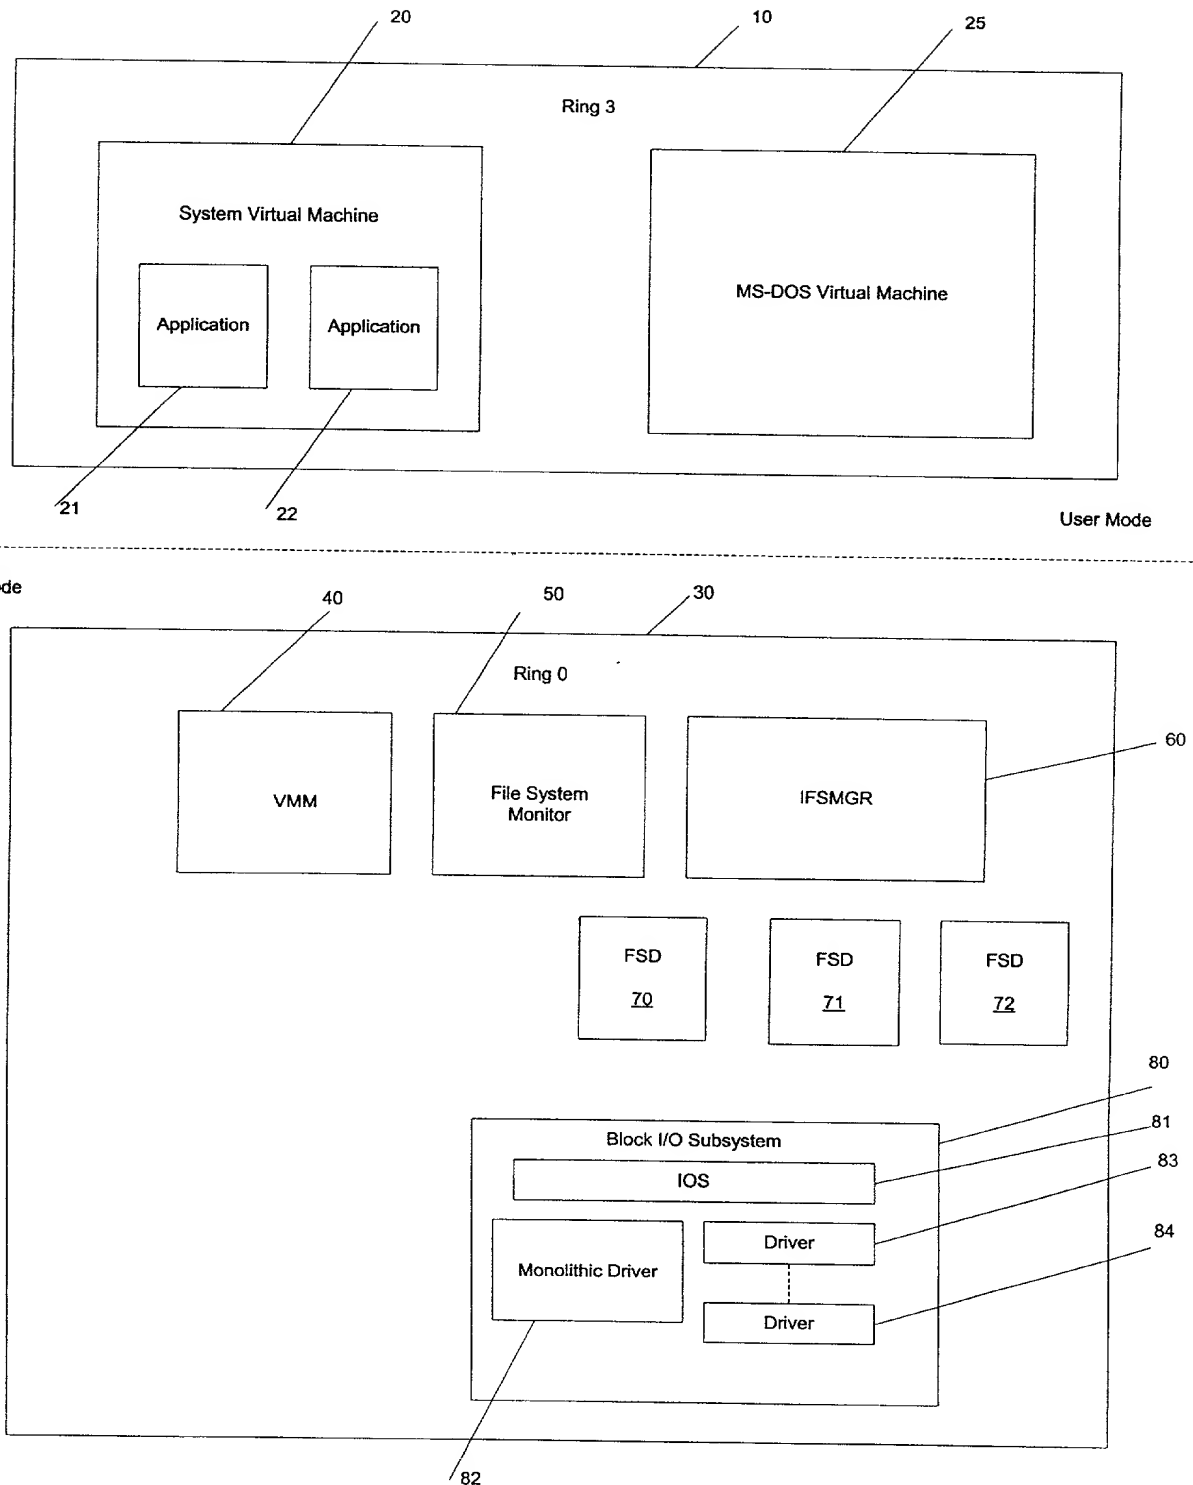 20
10
25
Ring 3
System Virtual Machine
MS-DOS Virtual Machine
Application
Application
21
22
User Mode
40
50
30
Ring 0
60
VMM
File System
Monitor
IFSMGR
FSD
70
FSD
71
FSD
72
80
Block I/O Subsystem
81
IOS
83
Driver
84
Monolithic Driver
Driver
82